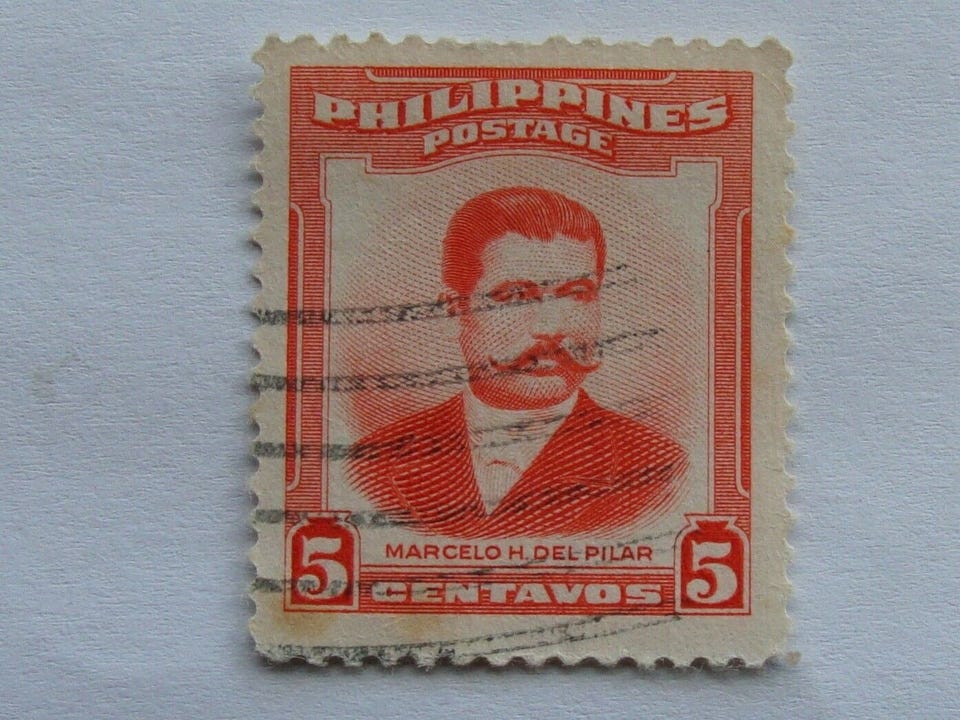 PHILIPPINES
POSTAGE
MARCELO H. DEL PILAR
5 CENTAVOS 5